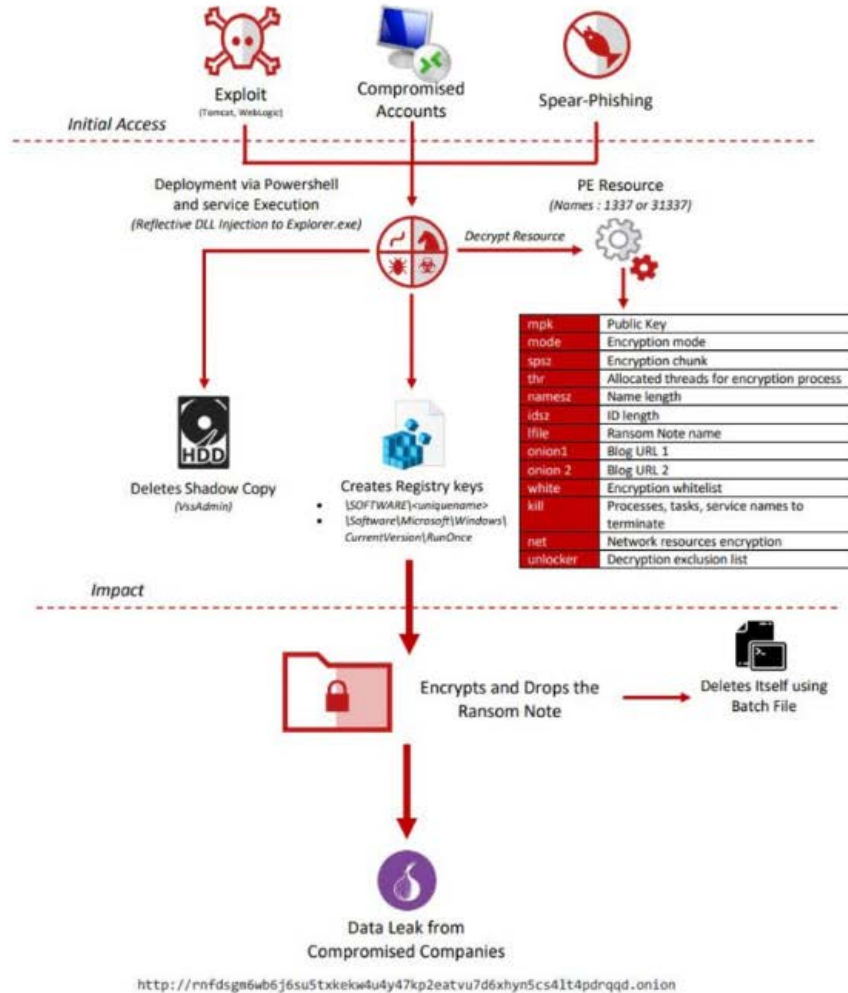 Exploit
(Tomcat, WebLogic)
Compromised
Accounts
Spear-Phishing
Initial Access
Deployment via Powershell
and service Execution
(Reflective DLL Injection to Explorer.exe)
PE Resource
(Names : 1337 or 31337)
Decrypt Resource
mpk Public Key
mode Encryption mode
spsz Encryption chunk
thr Allocated threads for encryption process
namesz Name length
idsz ID length
lfile Ransom Note name
onion1 Blog URL 1
onion 2 Blog URL 2
white Encryption whitelist
kill Processes, tasks, service names to
terminate
net Network resources encryption
unlocker Decryption exclusion list
HDD
Deletes Shadow Copy
(VssAdmin)
Creates Registry keys
• \SOFTWARE\<uniquename>
• \Software\Microsoft\Windows\
CurrentVersion\RunOnce
Impact
Encrypts and Drops the
Ransom Note
Deletes Itself using
Batch File
Data Leak from
Compromised Companies
http://rnfdsgm6wb6j6su5txkekw4u4y47kp2eatvu7d6xhyn5cs4lt4pdrqqd.onion